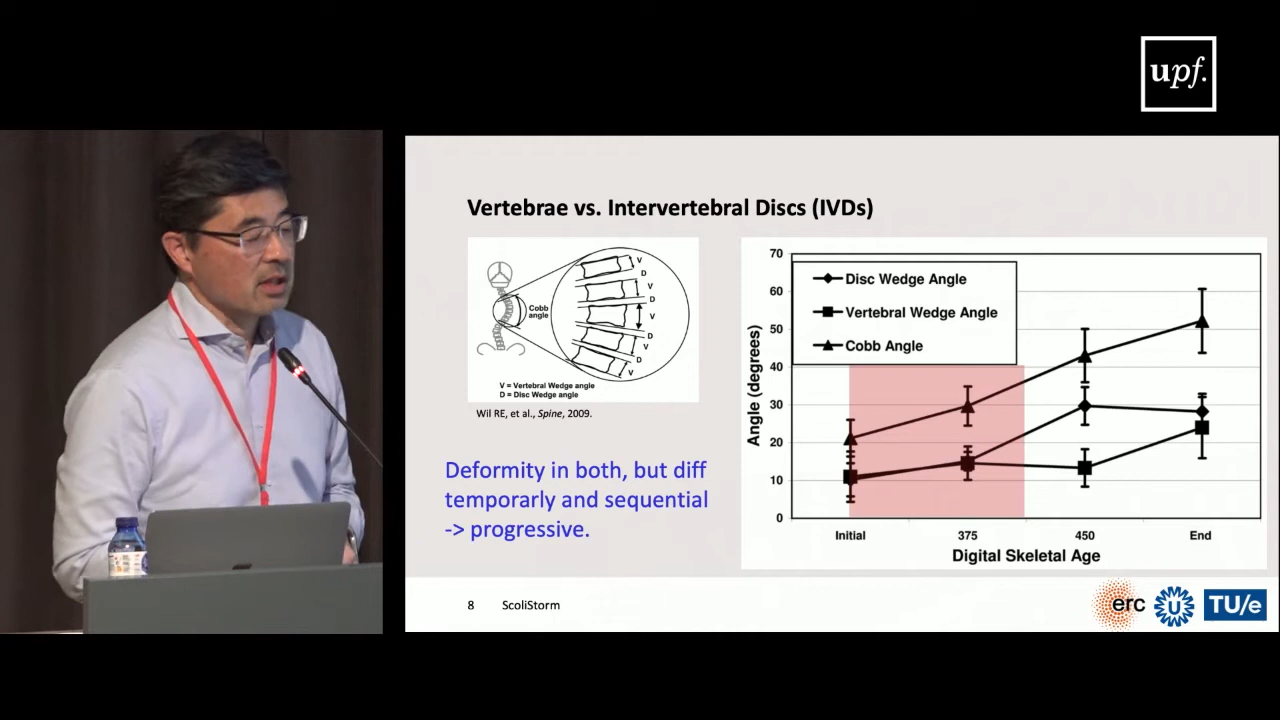 upf.
Vertebrae vs. Intervertebral Discs (IVDs)
Cobb
angle
V
D
V
D
V
D
V
D
V
V = Vertebral Wedge angle
D = Disc Wedge angle
Wil RE, et al., Spine, 2009.
Deformity in both, but diff
temporarly and sequential
-> progressive.
Angle (degrees)
70
60
50
40
30
20
10
0
Disc Wedge Angle
Vertebral Wedge Angle
Cobb Angle
Initial
375
450
End
Digital Skeletal Age
8 ScoliStorm
erc
U
TU/e